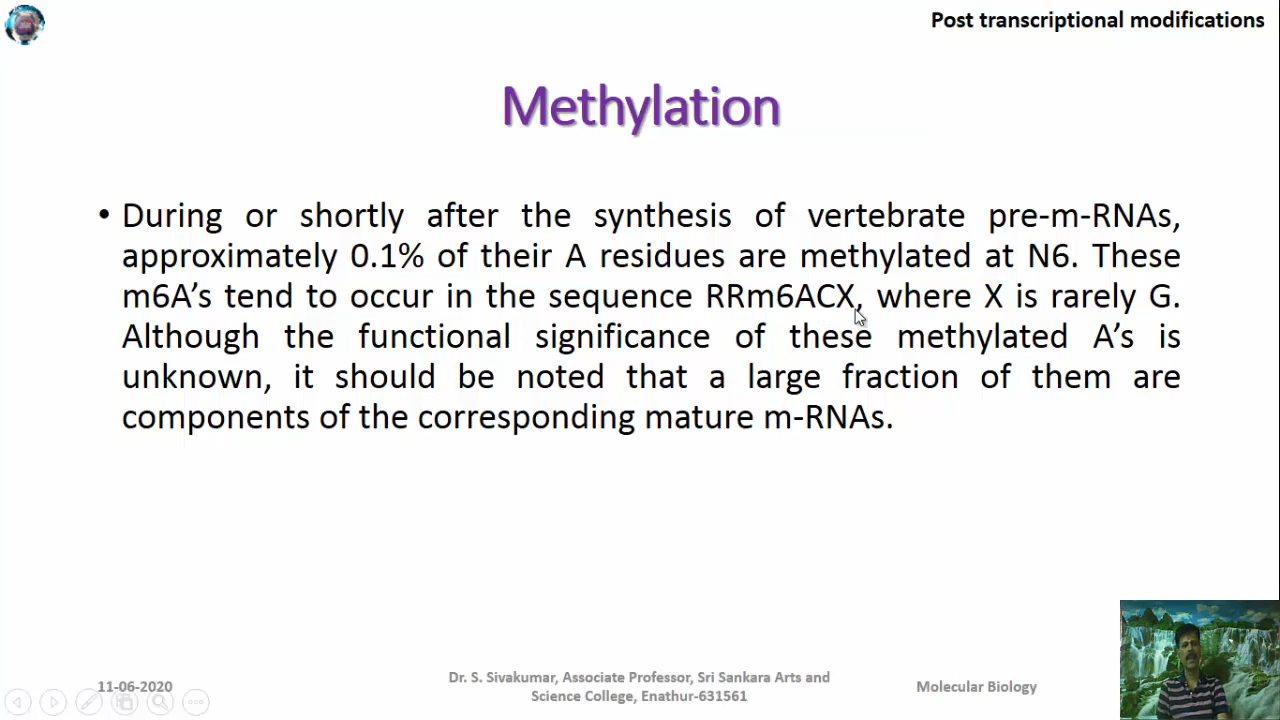 Post transcriptional modifications
Methylation
• During or shortly after the synthesis of vertebrate pre-m-RNAs,
approximately 0.1% of their A residues are methylated at N6. These
m6A’s tend to occur in the sequence RRm6ACX, where X is rarely G.
Although the functional significance of these methylated A’s is
unknown, it should be noted that a large fraction of them are
components of the corresponding mature m-RNAs.
11-06-2020
Dr. S. Sivakumar, Associate Professor, Sri Sankara Arts and
Science College, Enathur-631561
Molecular Biology